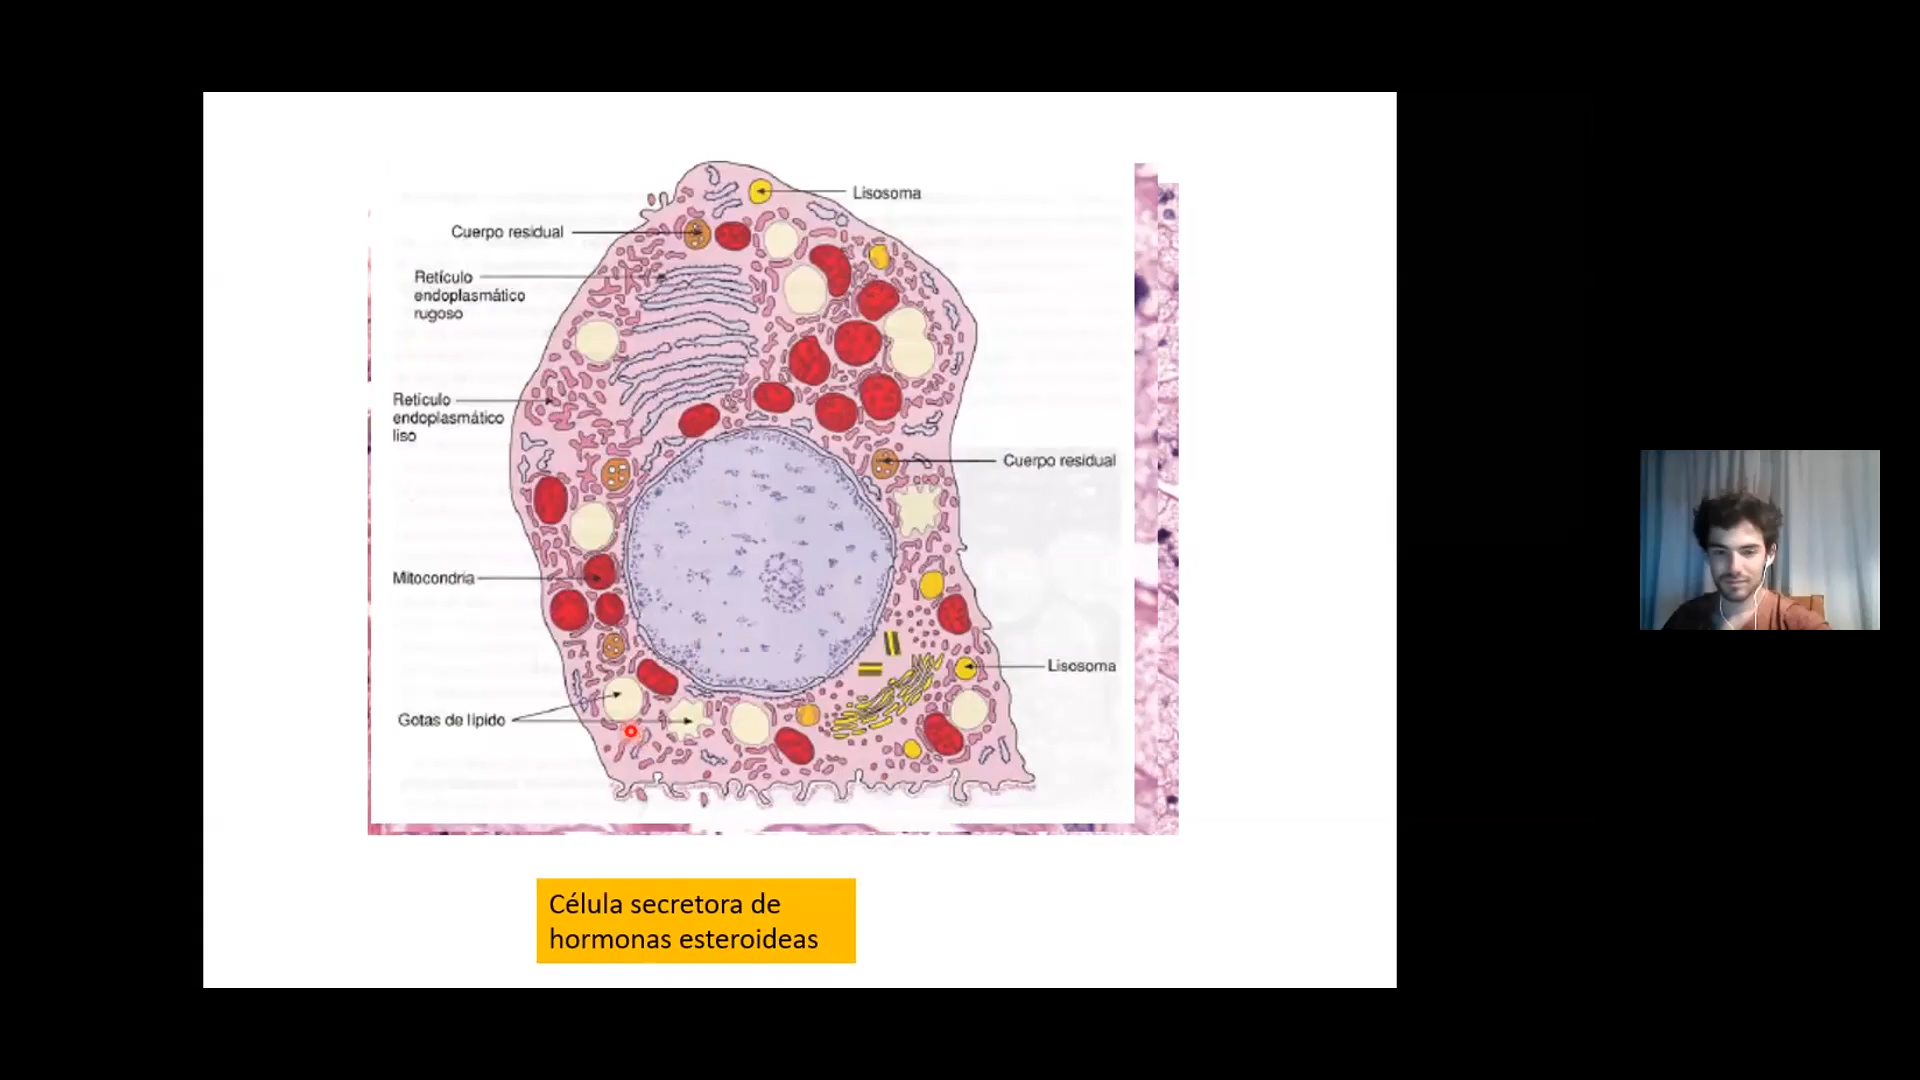 Lisosoma
Cuerpo residual
Retículo
endoplasmático
rugoso
Retículo
endoplasmático
liso
Cuerpo residual
Mitocondria
Lisosoma
Gotas de lípido
Célula secretora de
hormonas esteroideas